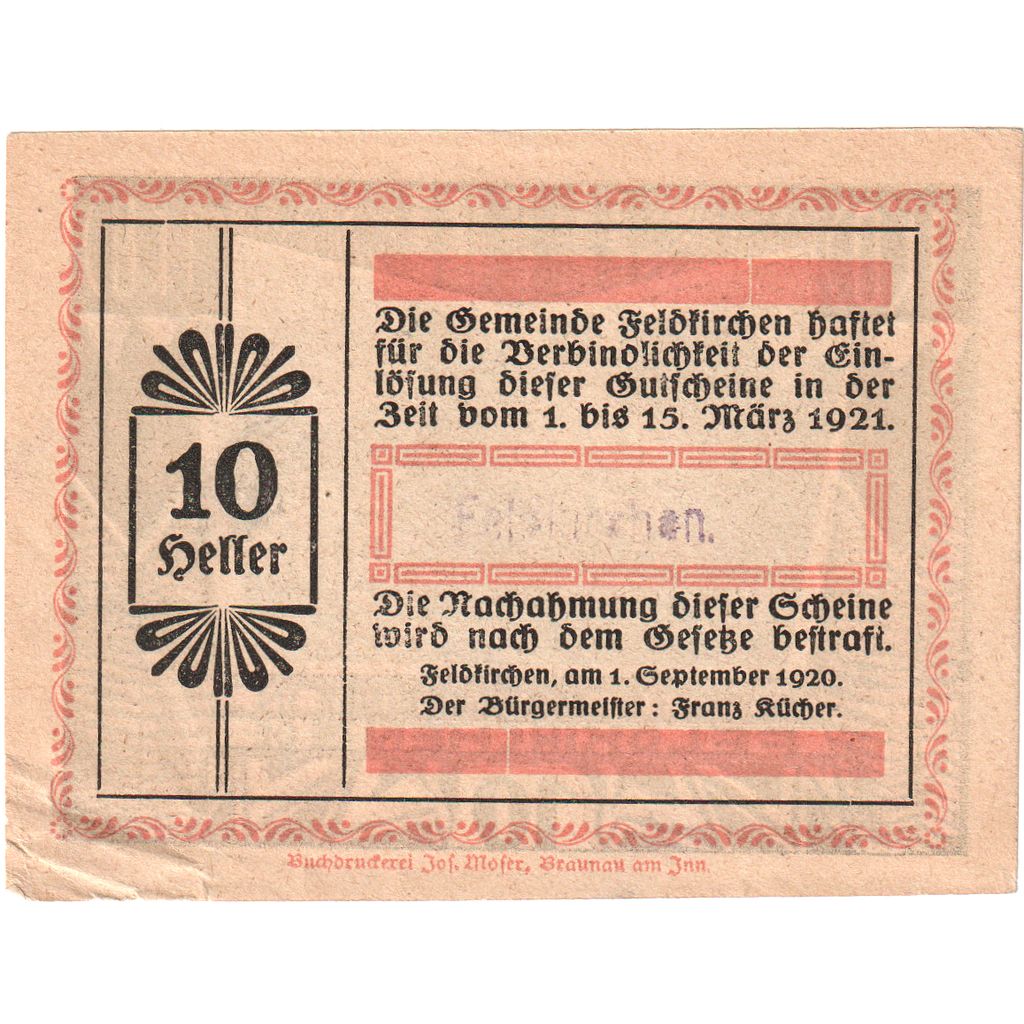 10
Heller
Die Gemeinde Feldkirchen haftet
für die Verbindlichkeit der Ein-
lösung dieser Gutscheine in der
Zeit vom 1. bis 15. März 1921.
Feldkirchen.
Die Nachahmung dieser Scheine
wird nach dem Gesetze bestraft.
Feldkirchen, am 1. September 1920.
Der Bürgermeister: Franz Kücher.
Buchdruckerei Jos. Moser, Braunau am Inn.